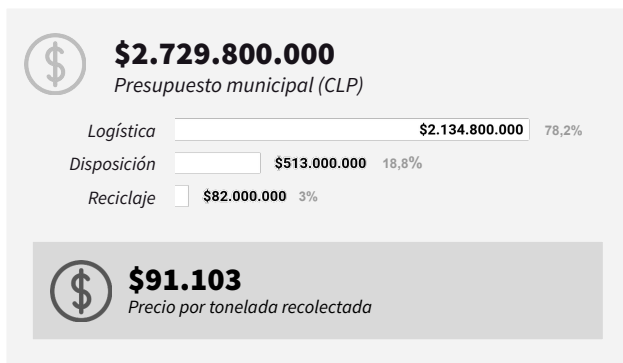 $2.729.800.000
Presupuesto municipal (CLP)
Logística $2.134.800.000 78,2%
Disposición $513.000.000 18,8%
Reciclaje $82.000.000 3%
$91.103
Precio por tonelada recolectada